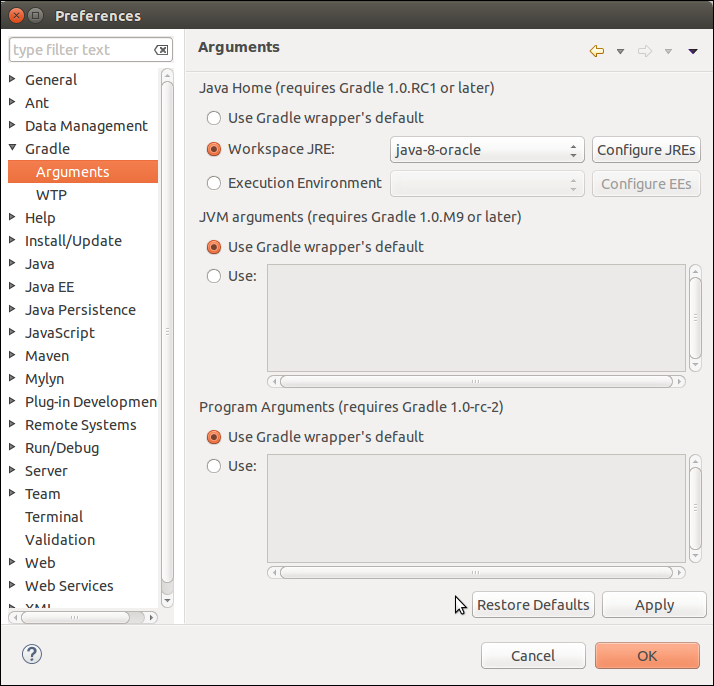 Preferences
type filter text
General
Ant
Data Management
Gradle
Arguments
WTP
Help
Install/Update
Java
Java EE
Java Persistence
JavaScript
Maven
Mylyn
Plug-in Developmen
Remote Systems
Run/Debug
Server
Team
Terminal
Validation
Web
Web Services
XML
Arguments
Java Home (requires Gradle 1.0.RC1 or later)
Use Gradle wrapper's default
Workspace JRE: java-8-oracle Configure JREs
Execution Environment Configure EEs
JVM arguments (requires Gradle 1.0.M9 or later)
Use Gradle wrapper's default
Use:
Program Arguments (requires Gradle 1.0-rc-2)
Use Gradle wrapper's default
Use:
Restore Defaults Apply
? Cancel OK